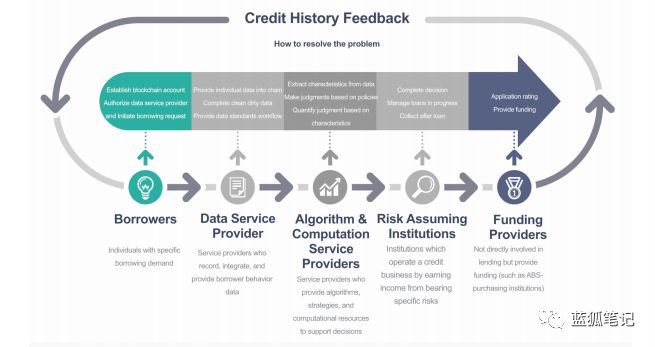 Credit History Feedback
How to resolve the problem
Establish blockchain account
Authorize data service provider
and Initiate borrowing request
Provide individual data into chain
Complete clean dirty data
Provide data standards workflow
Extract characteristics from data
Make judgments based on policies
Quantify judgment based on
characteristics
Complete decision
Manage loans in progress
Collect after loan
Application rating
Provide funding
Borrowers
Individuals with specific
borrowing demand
Data Service
Provider
Service providers who
record, integrate, and
provide borrower behavior
data
Algorithm &
Computation
Service
Providers
Service providers who
provide algorithms,
strategies, and
computational resources
to support decisions
Risk Assuming
Institutions
Institutions which
operate a credit
business by earning
income from bearing
specific risks
Funding
Providers
Not directly involved in
lending but provide
funding (such as ABS-
purchasing institutions)
1
蓝狐笔记